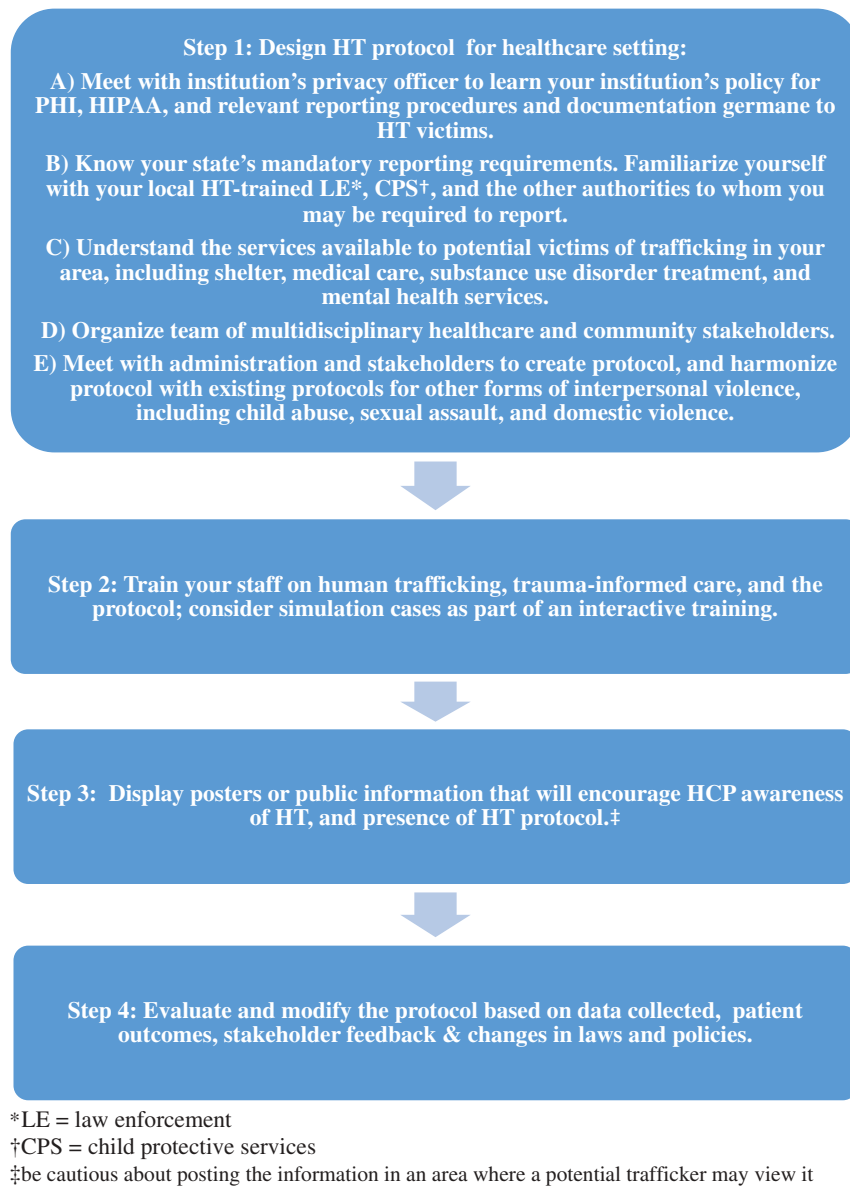 Step 1: Design HT protocol for healthcare setting:
A) Meet with institution's privacy officer to learn your institution's policy for
PHI, HIPAA, and relevant reporting procedures and documentation germane to
HT victims.
B) Know your state's mandatory reporting requirements. Familiarize yourself
with your local HT-trained LE*, CPS†, and the other authorities to whom you
may be required to report.
C) Understand the services available to potential victims of trafficking in your
area, including shelter, medical care, substance use disorder treatment, and
mental health services.
D) Organize team of multidisciplinary healthcare and community stakeholders.
E) Meet with administration and stakeholders to create protocol, and harmonize
protocol with existing protocols for other forms of interpersonal violence,
including child abuse, sexual assault, and domestic violence.
Step 2: Train your staff on human trafficking, trauma-informed care, and the
protocol; consider simulation cases as part of an interactive training.
Step 3: Display posters or public information that will encourage HCP awareness
of HT, and presence of HT protocol.‡
Step 4: Evaluate and modify the protocol based on data collected, patient
outcomes, stakeholder feedback & changes in laws and policies.
*LE = law enforcement
†CPS = child protective services
‡be cautious about posting the information in an area where a potential trafficker may view it